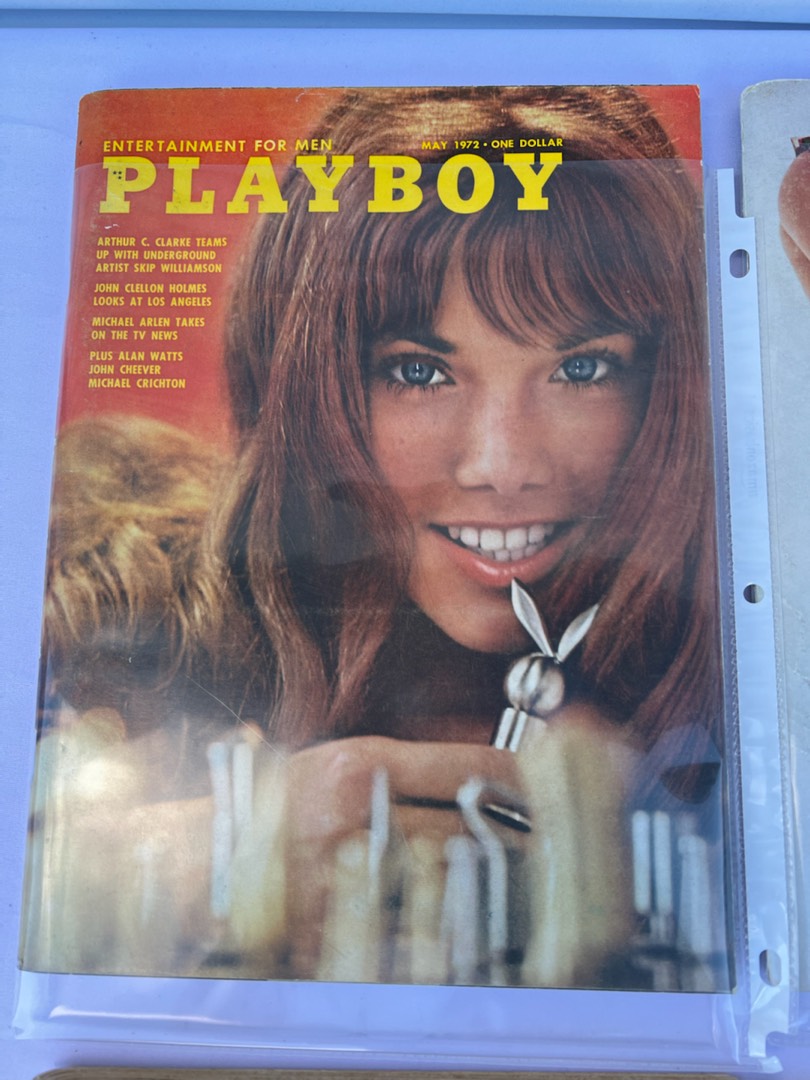 ENTERTAINMENT FOR MEN
MAY 1972 • ONE DOLLAR
PLAYBOY
ARTHUR C. CLARKE TEAMS
UP WITH UNDERGROUND
ARTIST SKIP WILLIAMSON
JOHN CLELLON HOLMES
LOOKS AT LOS ANGELES
MICHAEL ARLEN TAKES
ON THE TV NEWS
PLUS ALAN WATTS
JOHN CHEEVER
MICHAEL CRICHTON